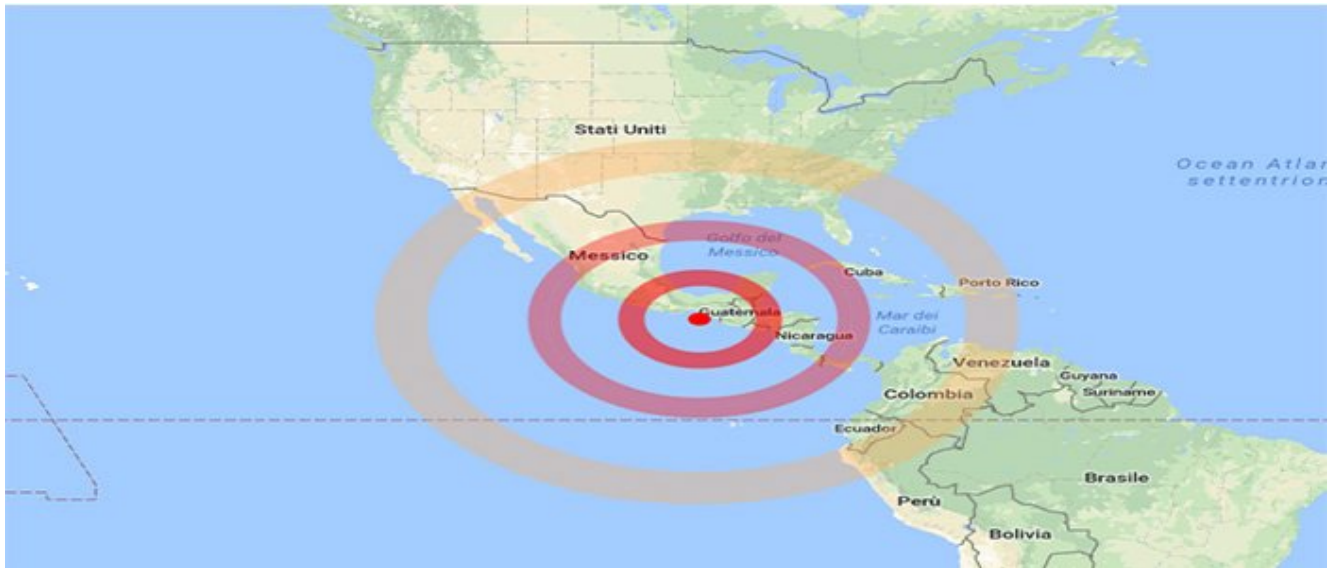 Stati Uniti
Ocean Atlan
settentrion
Golfo del
Messico
Messico
Cuba
Porto Rico
Guatemala
Mar dei
Caraibi
Nicaragua
Venezuela
Guyana
Suriname
Colombia
Ecuador
Brasile
Perù
Bolivia